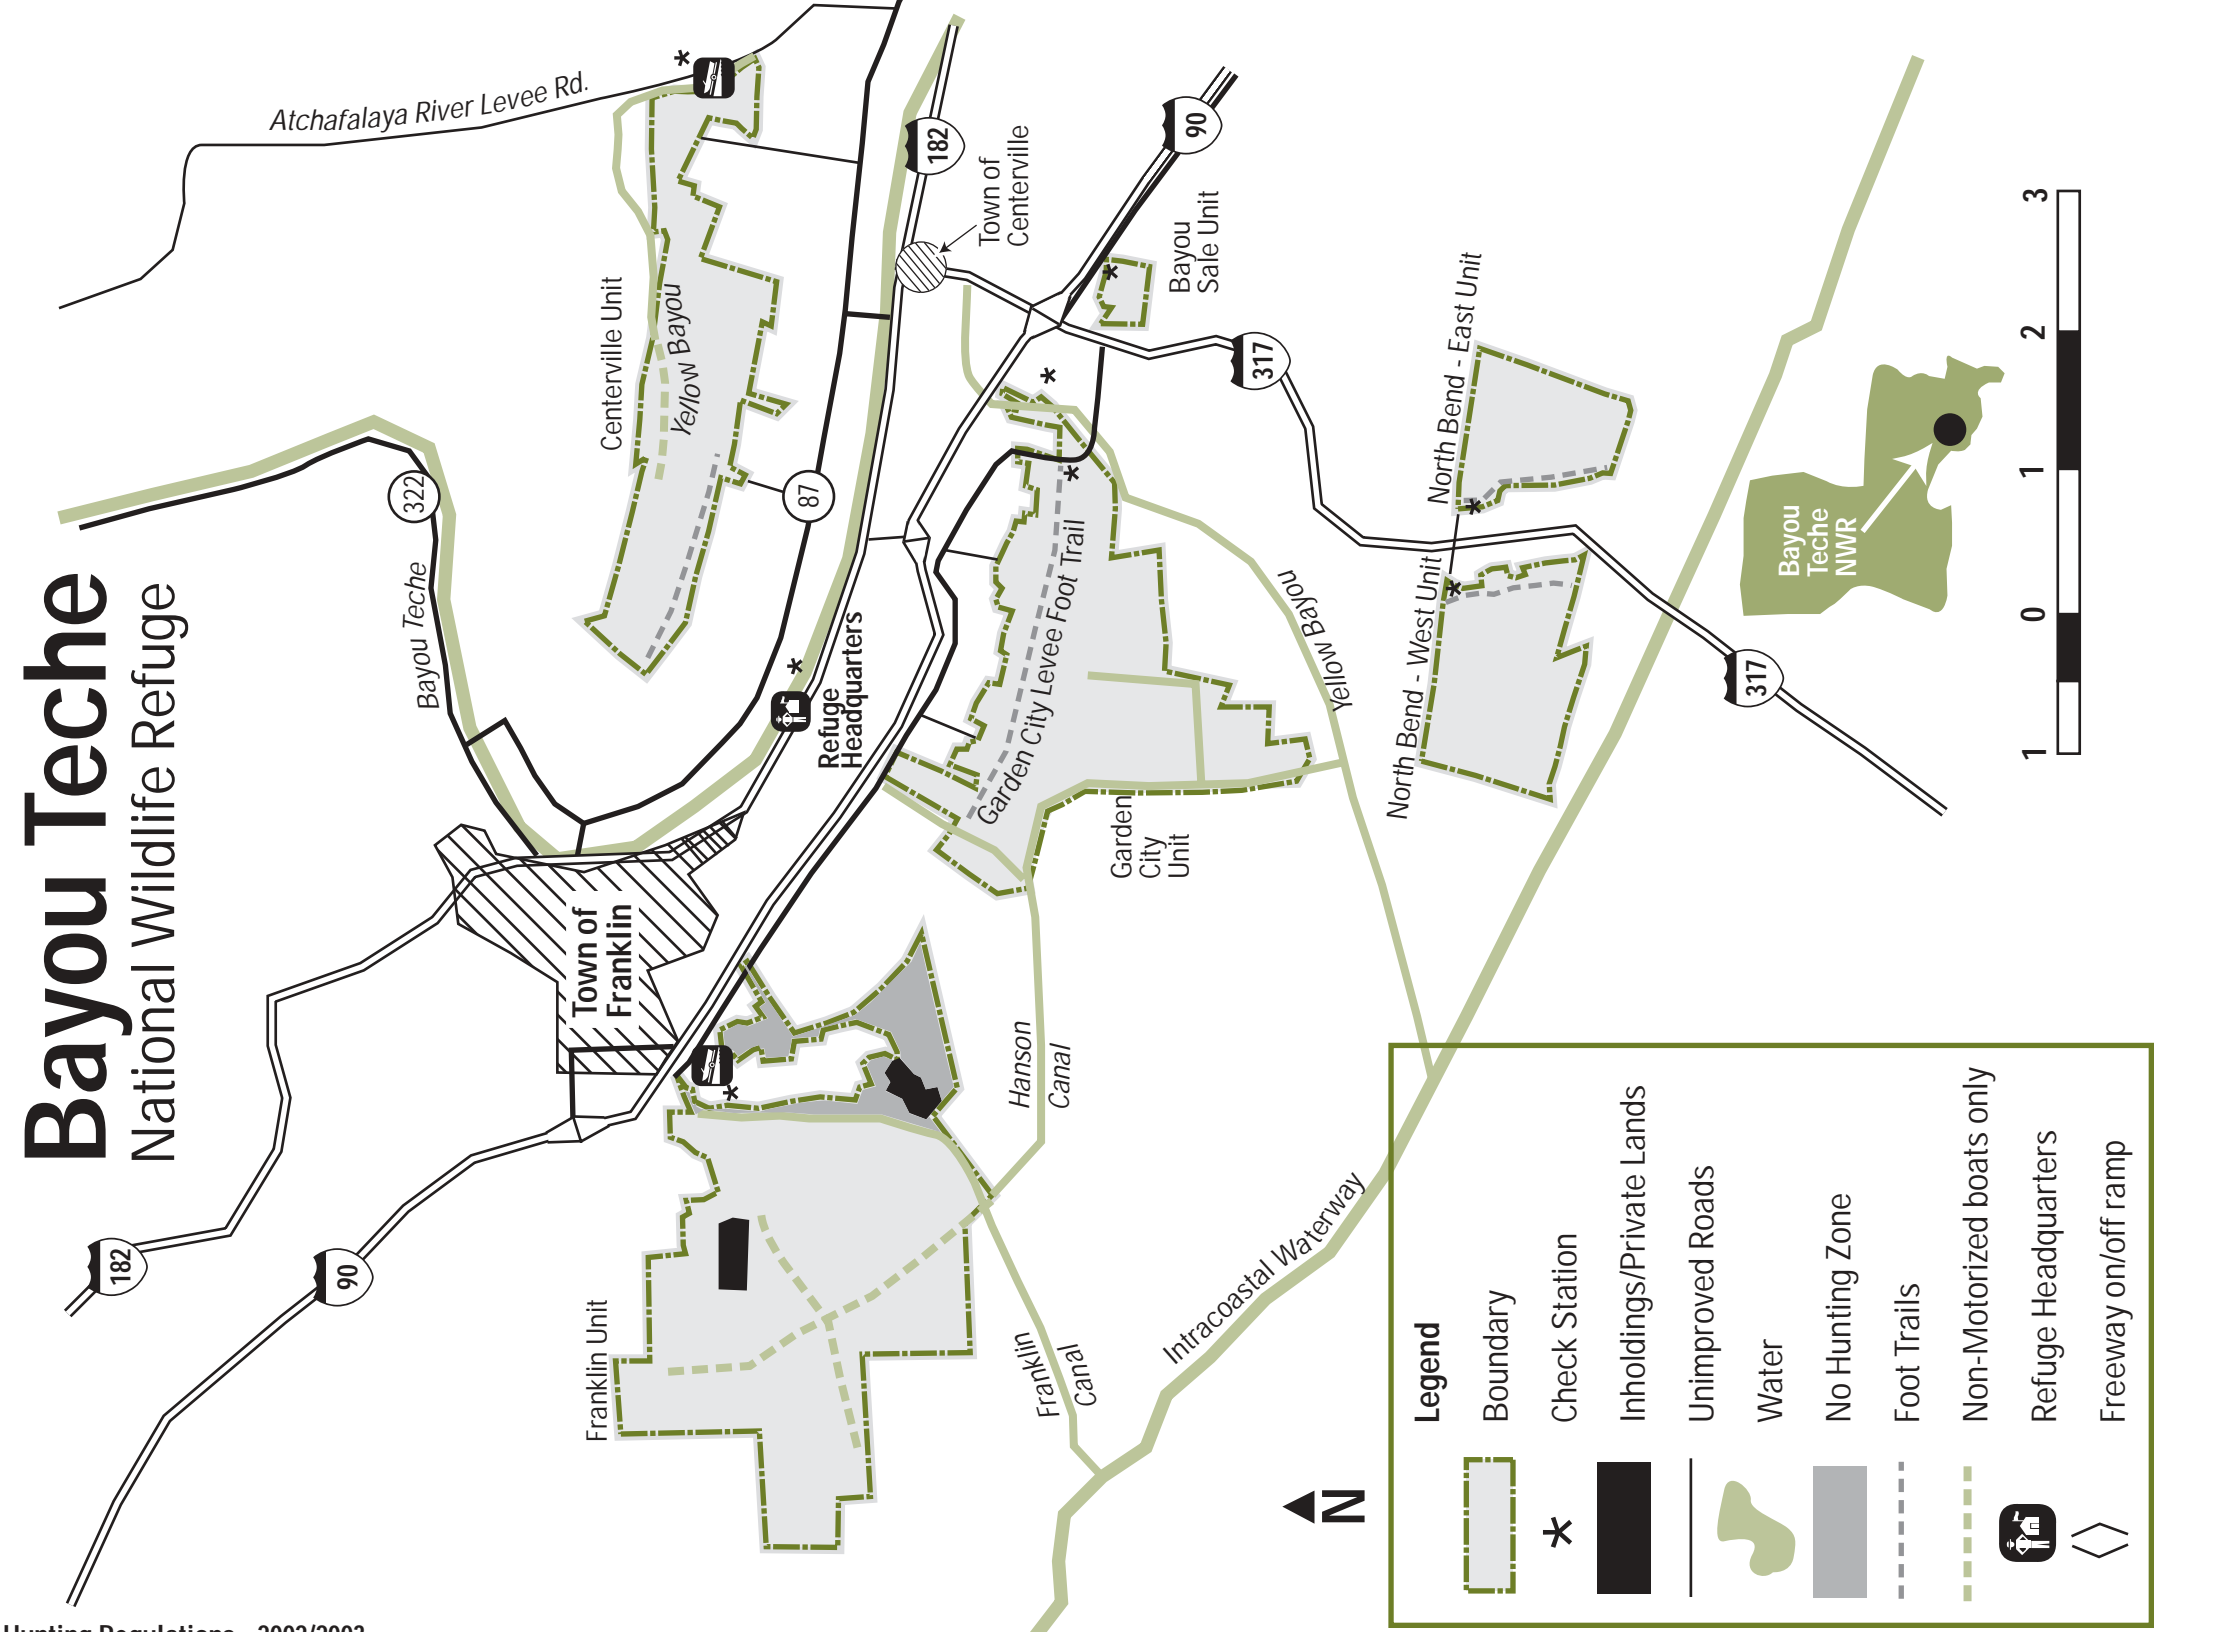 Bayou Teche
National Wildlife Refuge
Atchafalaya River Levee Rd.
182
90
322
Bayou Teche
Town of
Franklin
Centerville Unit
Yellow Bayou
87
Refuge
Headquarters
182
Town of
Centerville
90
Bayou
Sale Unit
317
Franklin Unit
Garden City Levee Foot Trail
Garden
City
Unit
Hanson
Canal
Franklin
Canal
Yellow Bayou
Intracoastal Waterway
North Bend - East Unit
North Bend - West Unit
317
Bayou
Teche
NWR
1 0 1 2 3
N
Legend
Boundary
Check Station
Inholdings/Private Lands
Unimproved Roads
Water
No Hunting Zone
Foot Trails
Non-Motorized boats only
Refuge Headquarters
Freeway on/off ramp